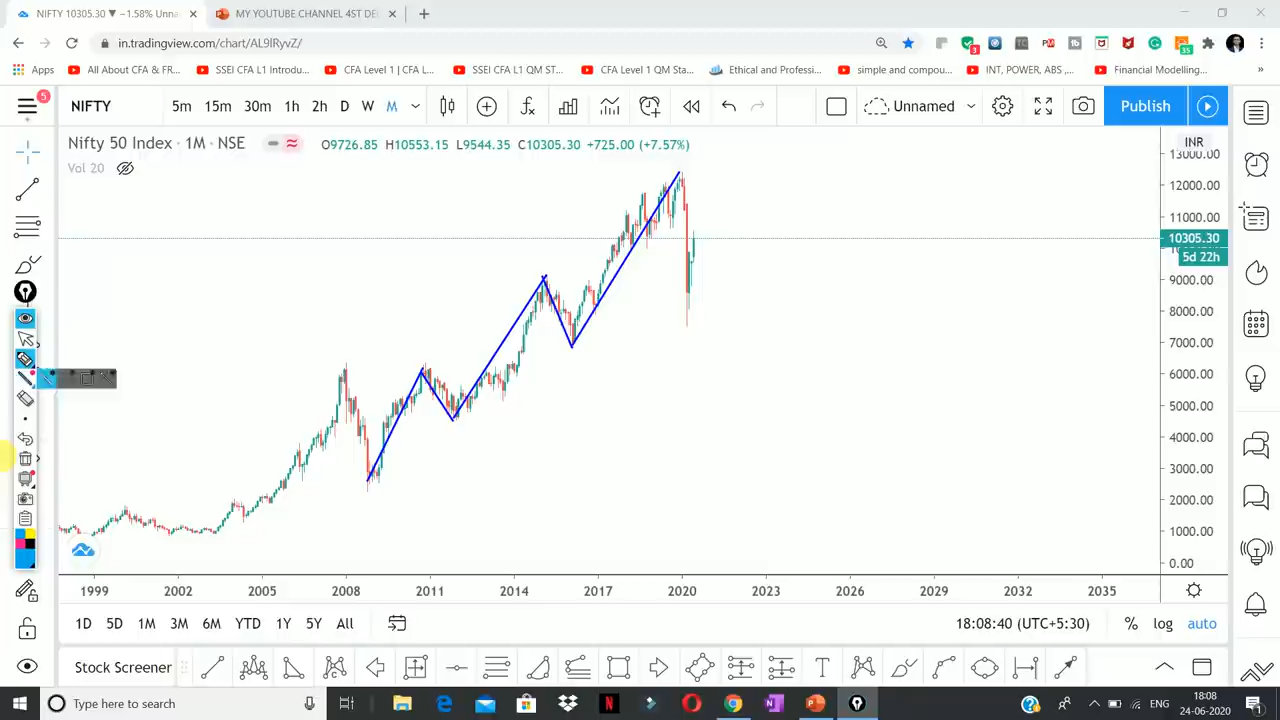 NIFTY 10305.30 ▼ −1.58% Unna
MY YOUTUBE CHANNEL 4ST DE
in.tradingview.com/chart/AL9lRyvZ/
3
35
Apps
All About CFA & FR...
SSEI CFA L1 Introdu...
CFA Level 1 | CFA L...
SSEI CFA L1 QM ST...
CFA Level 1 QM Sta...
Ethical and Profesi...
simple and compou...
INT, POWER, ABS ,...
Financial Modelling...
»
5
NIFTY
5m 15m 30m 1h 2h D W M
Unnamed
Publish
Nifty 50 Index · 1M · NSE
O9726.85 H10553.15 L9544.35 C10305.30 +725.00 (+7.57%)
Vol 20
INR
13000.00
12000.00
11000.00
10305.30
5d 22h
9000.00
8000.00
7000.00
6000.00
5000.00
4000.00
3000.00
2000.00
1000.00
0.00
1999 2002 2005 2008 2011 2014 2017 2020 2023 2026 2029 2032 2035
1D 5D 1M 3M 6M YTD 1Y 5Y All
18:08:40 (UTC+5:30)
% log auto
Stock Screener
Type here to search
ENG
18:08
24-06-2020
1